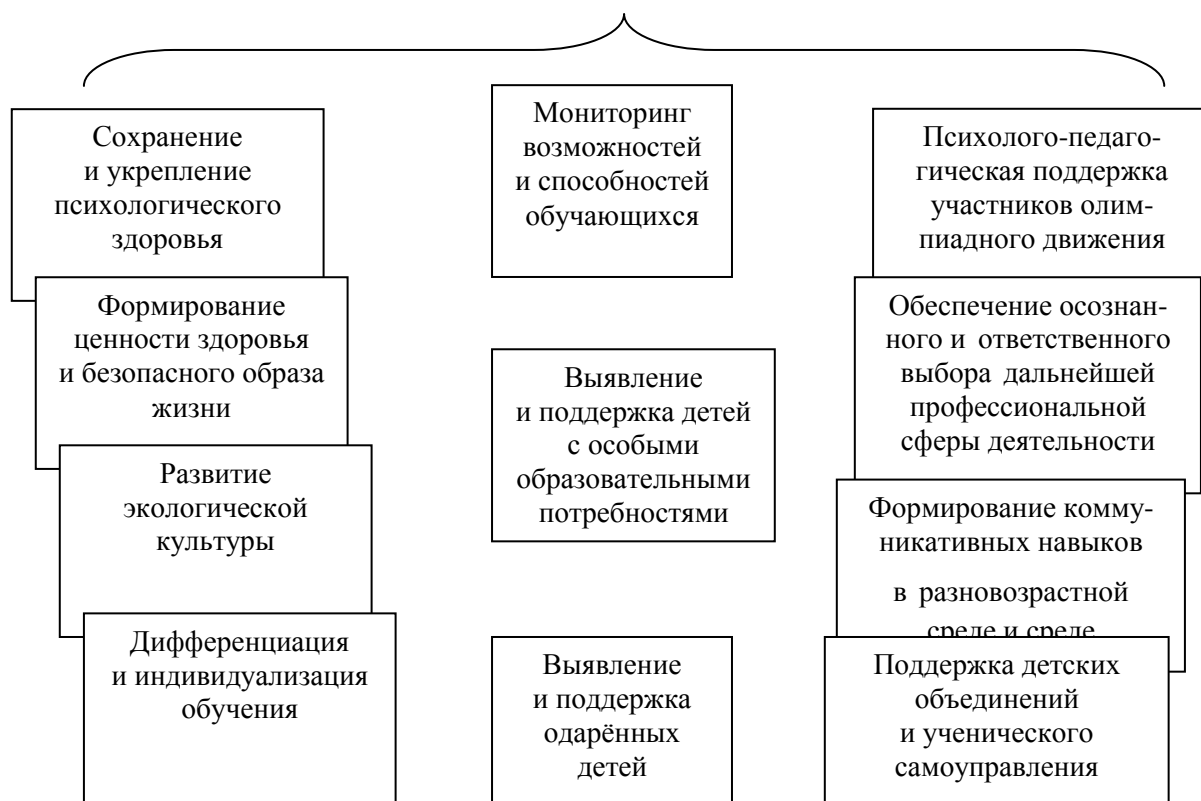 Сохранение
и укрепление
психологического
здоровья
Формирование
ценности здоровья
и безопасного образа
жизни
Развитие
экологической
культуры
Дифференциация
и индивидуализация
обучения
Мониторинг
возможностей
и способностей
обучающихся
Выявление
и поддержка детей
с особыми
образовательными
потребностями
Выявление
и поддержка
одарённых
детей
Психолого-педаго-
гическая поддержка
участников олим-
пиадного движения
Обеспечение осознан-
ного и ответственного
выбора дальнейшей
профессиональной
сферы деятельности
Формирование комму-
никативных навыков
в разновозрастной
среде и среде
Поддержка детских
объединений
и ученического
самоуправления